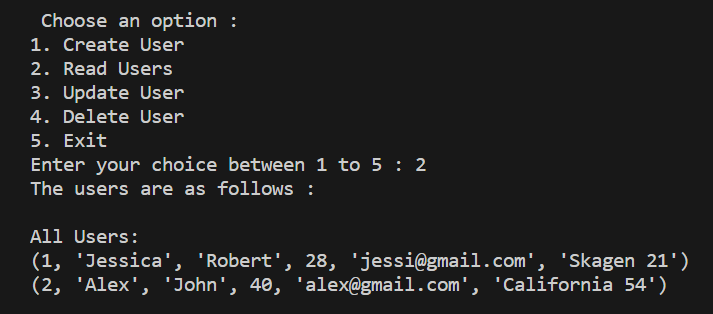 Choose an option :
1. Create User
2. Read Users
3. Update User
4. Delete User
5. Exit
Enter your choice between 1 to 5 : 2
The users are as follows :
All Users:
(1, 'Jessica', 'Robert', 28, 'jessi@gmail.com', 'Skagen 21')
(2, 'Alex', 'John', 40, 'alex@gmail.com', 'California 54')